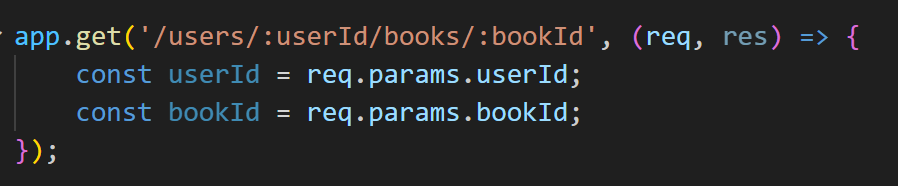 app.get('/users/:userId/books/:bookId', (req, res) => {
    const userId = req.params.userId;
    const bookId = req.params.bookId;
});